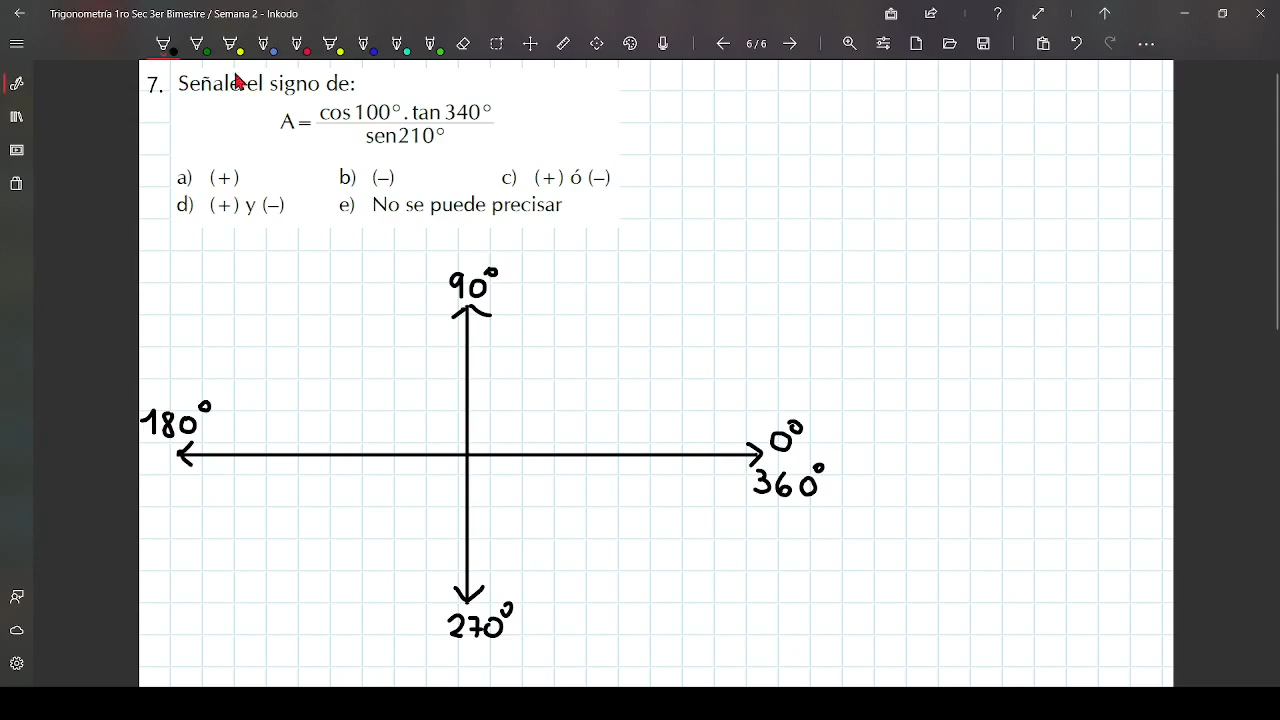 Trigonometría 1ro Sec 3er Bimestre / Semana 2 - Inkodo
6 / 6
7. Señale el signo de:
A = cos 100° . tan 340°
sen210°
a) (+) b) (–) c) (+) ó (–)
d) (+) y (–) e) No se puede precisar
90°
180°
0°
360°
270°